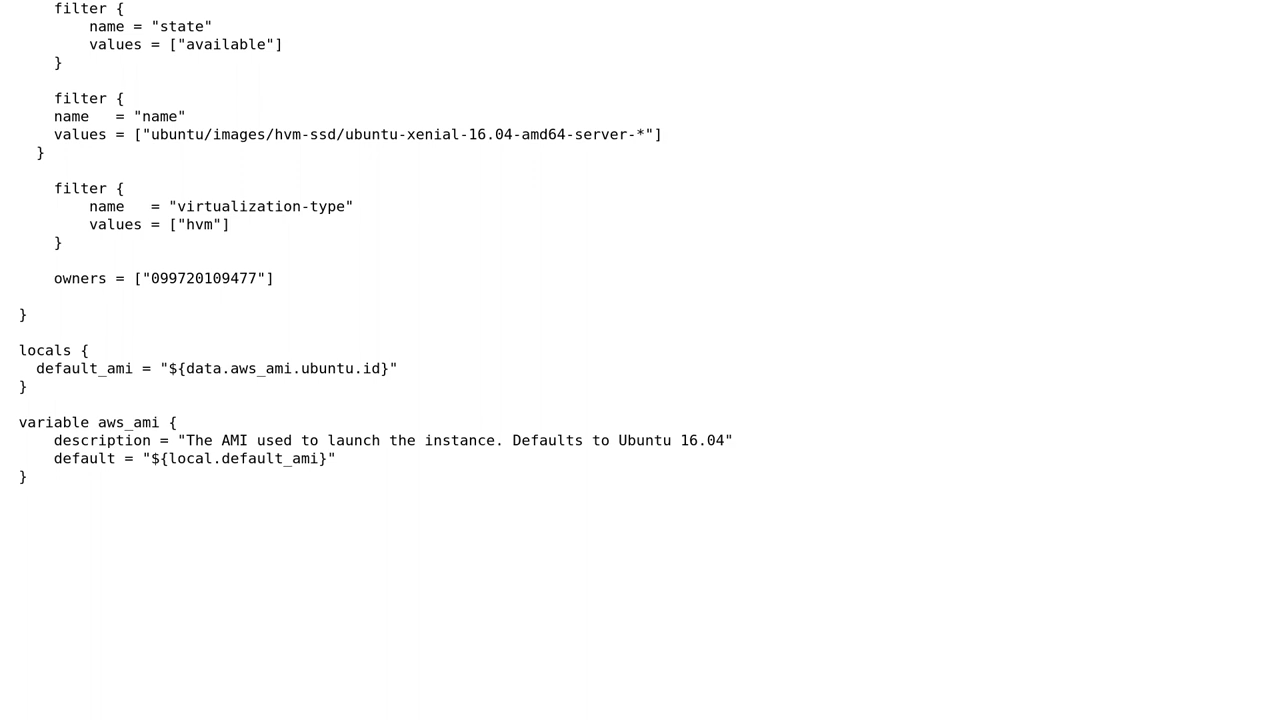 filter {
        name = "state"
        values = ["available"]
    }

    filter {
    name   = "name"
    values = ["ubuntu/images/hvm-ssd/ubuntu-xenial-16.04-amd64-server-*"]
  }

    filter {
        name   = "virtualization-type"
        values = ["hvm"]
    }

    owners = ["099720109477"]

}

locals {
  default_ami = "${data.aws_ami.ubuntu.id}"
}

variable aws_ami {
    description = "The AMI used to launch the instance. Defaults to Ubuntu 16.04"
    default = "${local.default_ami}"
}